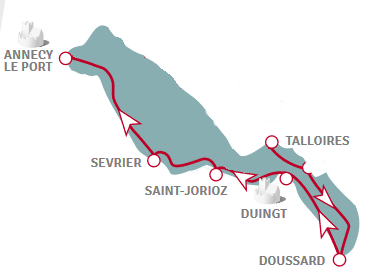 ANNECY
LE PORT
TALLOIRES
SEVRIER
SAINT-JORIOZ
DUINGT
DOUSSARD